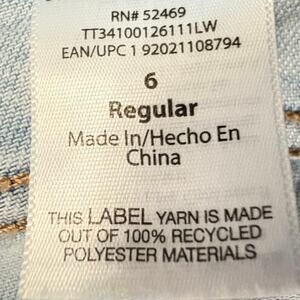 RN# 52469
TT34100126111LW
EAN/UPC 1 92021108794
6
Regular
Made In/Hecho En
China
THIS LABEL YARN IS MADE
OUT OF 100% RECYCLED
POLYESTER MATERIALS